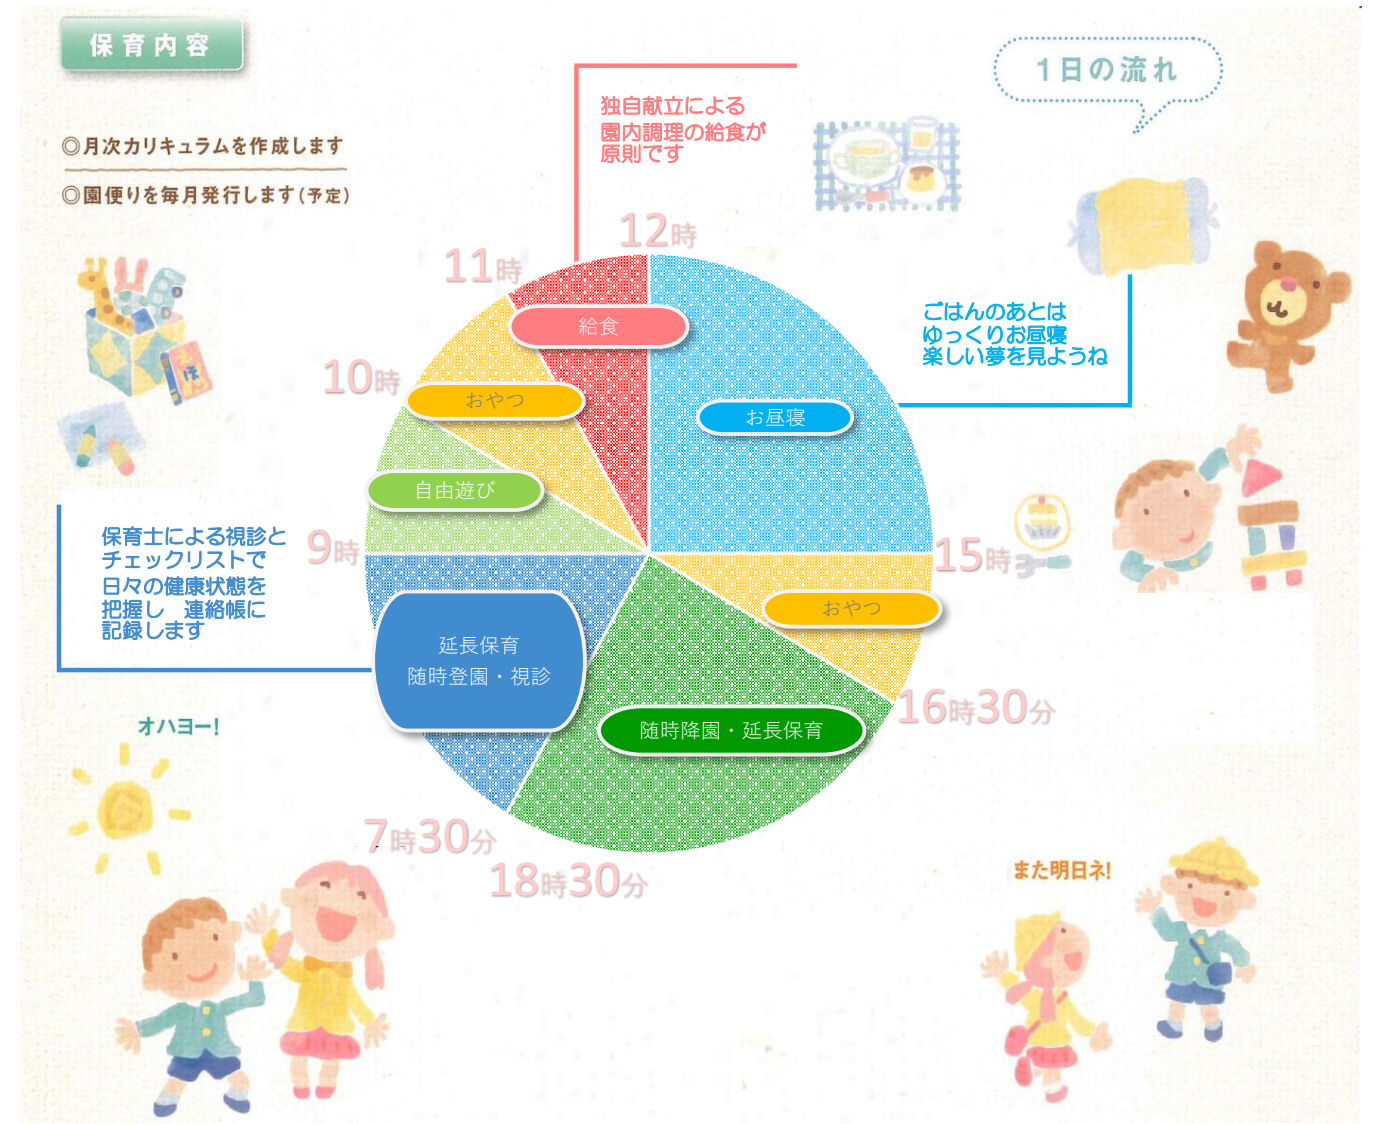 保育内容
1日の流れ
◎月次カリキュラムを作成します
◎園便りを毎月発行します(予定)
独自献立による
園内調理の給食が
原則です
12時
11時
給食
ごはんのあとは
ゆっくりお昼寝
楽しい夢を見ようね
10時
おやつ
お昼寝
えほん
自由遊び
9時
15時
保育士による視診と
チェックリストで
日々の健康状態を
把握し 連絡帳に
記録します
おやつ
延長保育
随時登園・視診
16時30分
随時降園・延長保育
オハヨー!
7時30分
18時30分
また明日ネ!